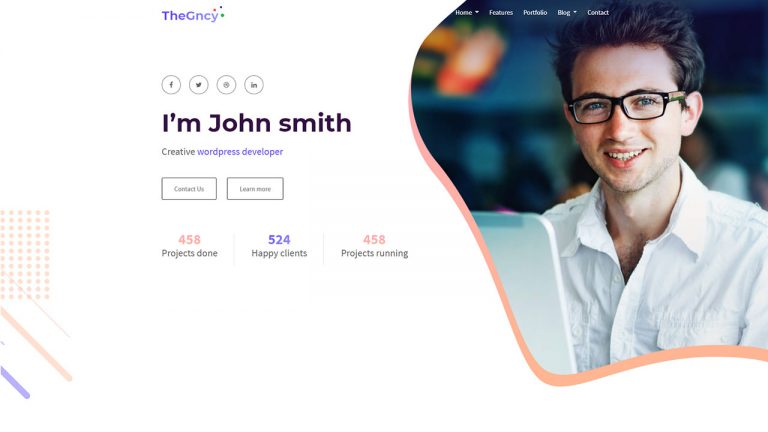 TheGncy
Home Features Portfolio Blog Contact
I'm John smith
Creative wordpress developer
Contact Us Learn more
458 524 458
Projects done Happy clients Projects running